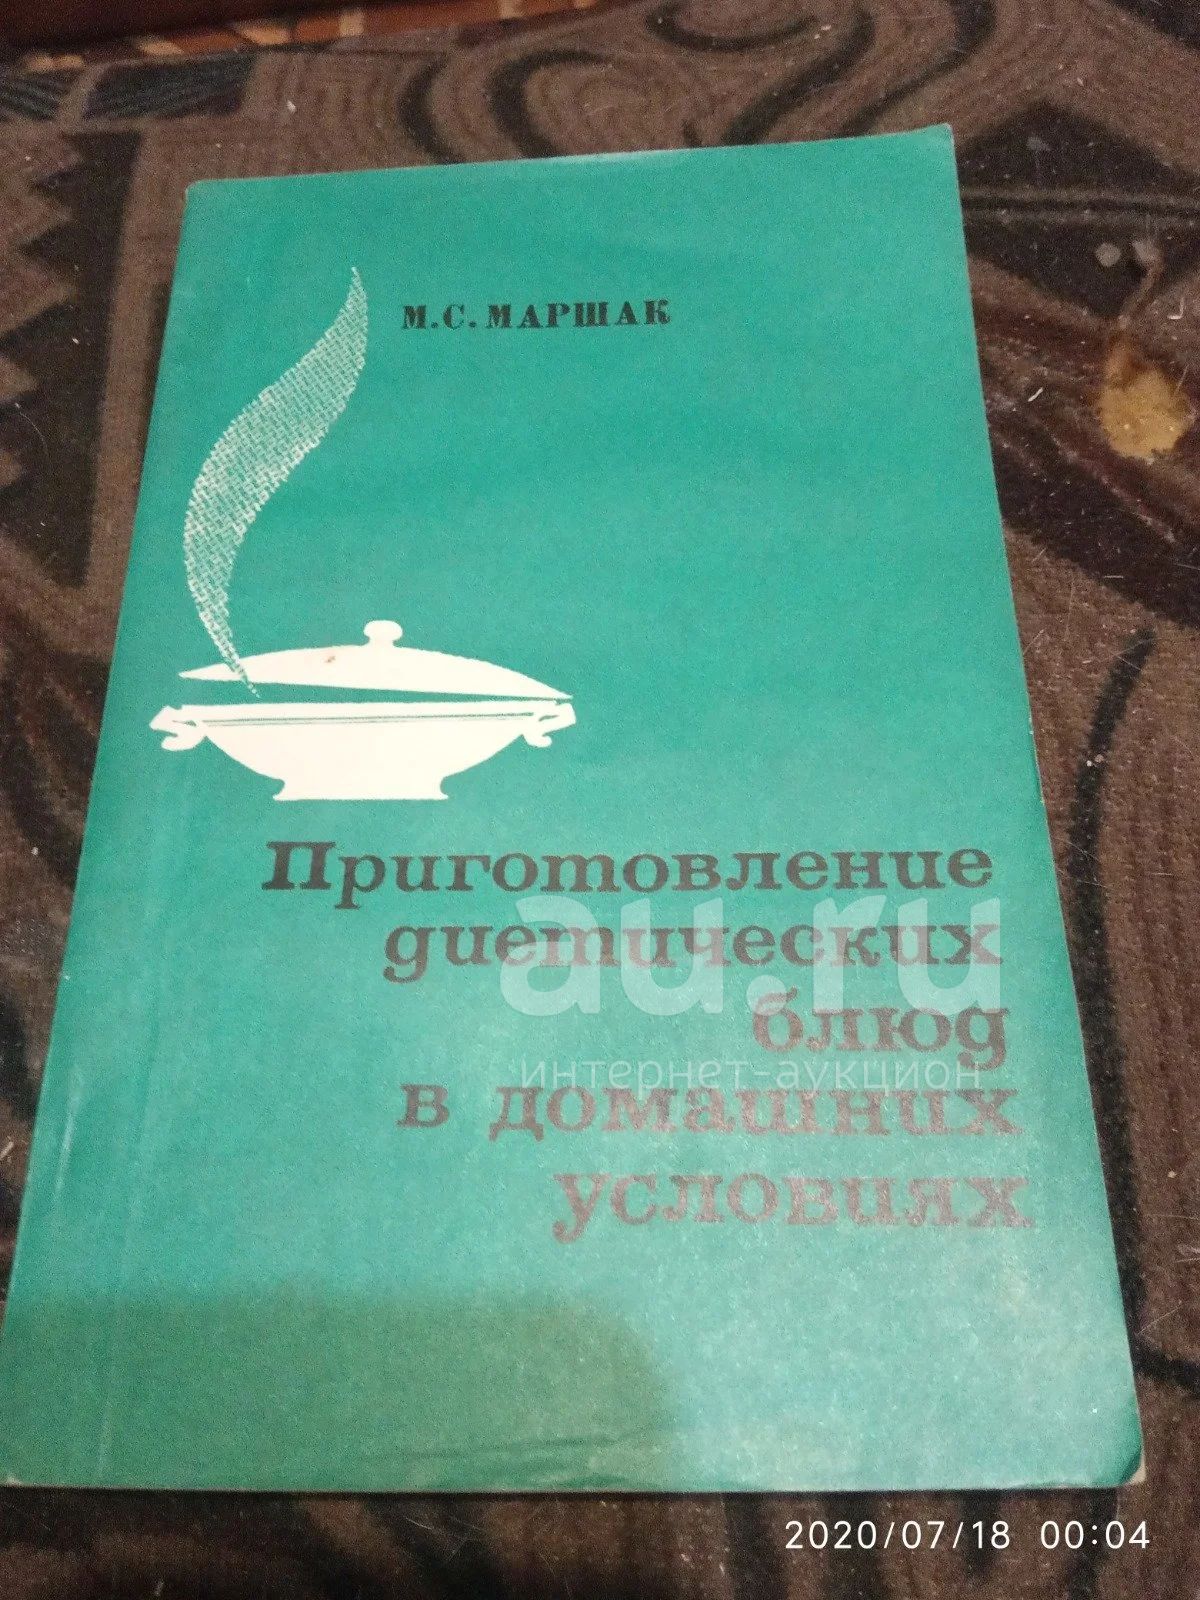 М.С.МАРШАК
Приготовление
диетических
блюд
в домашних
условиях
au.ru
интернет-аукцион
2020/07/18 00:04